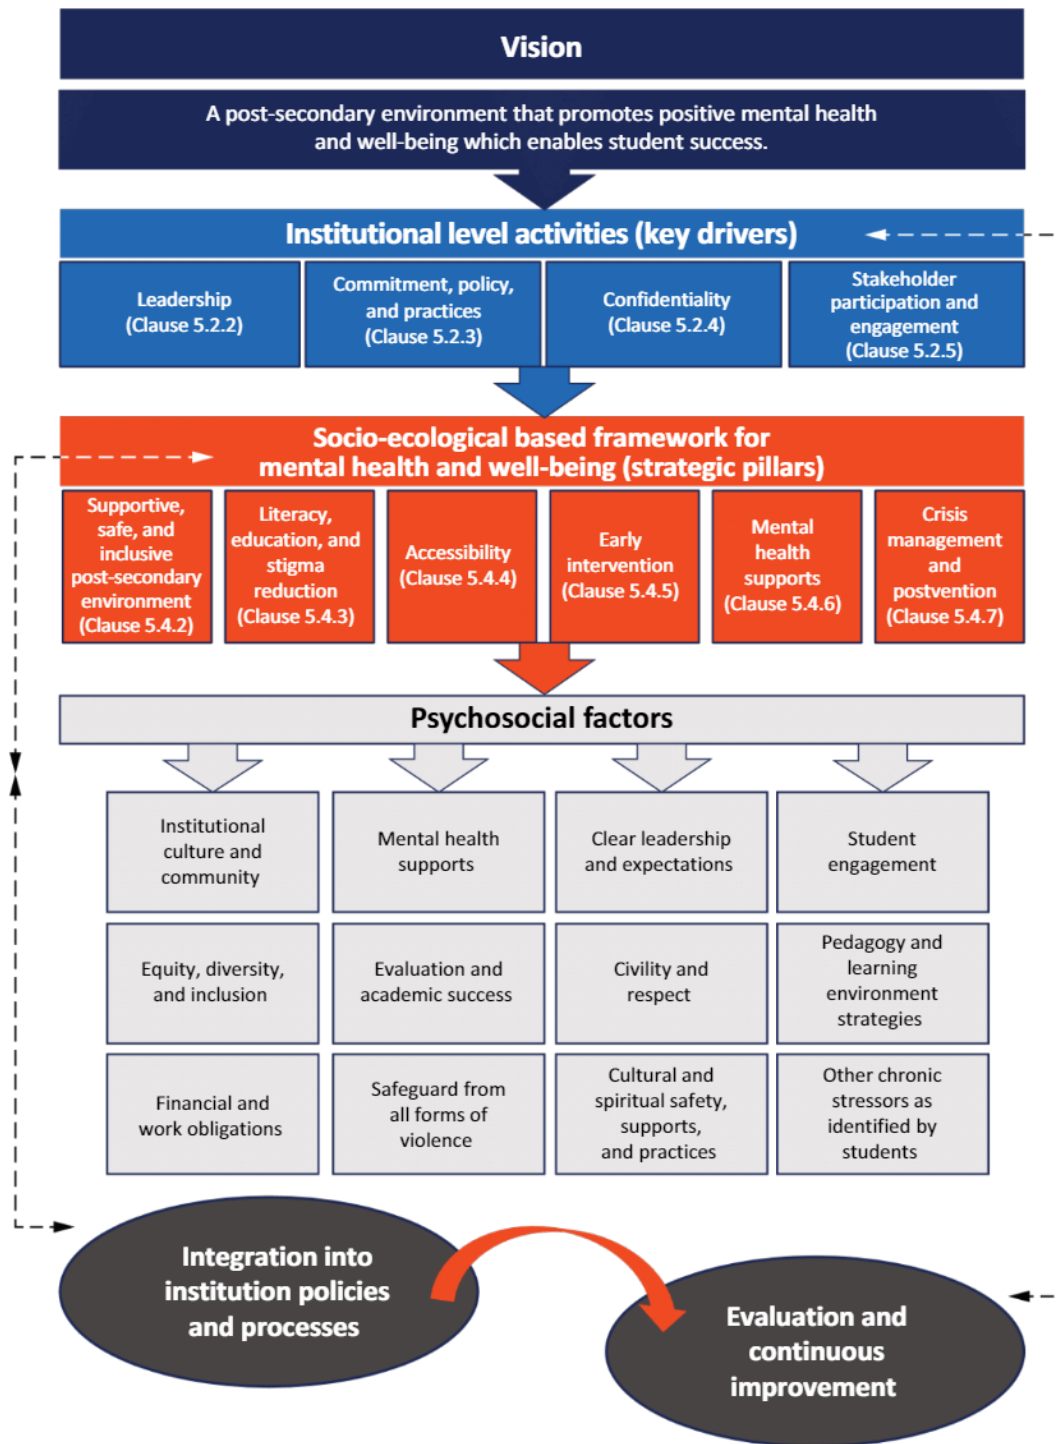 Vision
A post-secondary environment that promotes positive mental health
and well-being which enables student success.
Institutional level activities (key drivers)
Leadership
(Clause 5.2.2)
Commitment, policy,
and practices
(Clause 5.2.3)
Confidentiality
(Clause 5.2.4)
Stakeholder
participation and
engagement
(Clause 5.2.5)
Socio-ecological based framework for
mental health and well-being (strategic pillars)
Supportive,
safe, and
inclusive
post-secondary
environment
(Clause 5.4.2)
Literacy,
education, and
stigma
reduction
(Clause 5.4.3)
Accessibility
(Clause 5.4.4)
Early
intervention
(Clause 5.4.5)
Mental
health
supports
(Clause 5.4.6)
Crisis
management
and
postvention
(Clause 5.4.7)
Psychosocial factors
Institutional
culture and
community
Mental health
supports
Clear leadership
and expectations
Student
engagement
Equity, diversity,
and inclusion
Evaluation and
academic success
Civility and
respect
Pedagogy and
learning
environment
strategies
Financial and
work obligations
Safeguard from
all forms of
violence
Cultural and
spiritual safety,
supports,
and practices
Other chronic
stressors as
identified by
students
Integration into
institution policies
and processes
Evaluation and
continuous
improvement